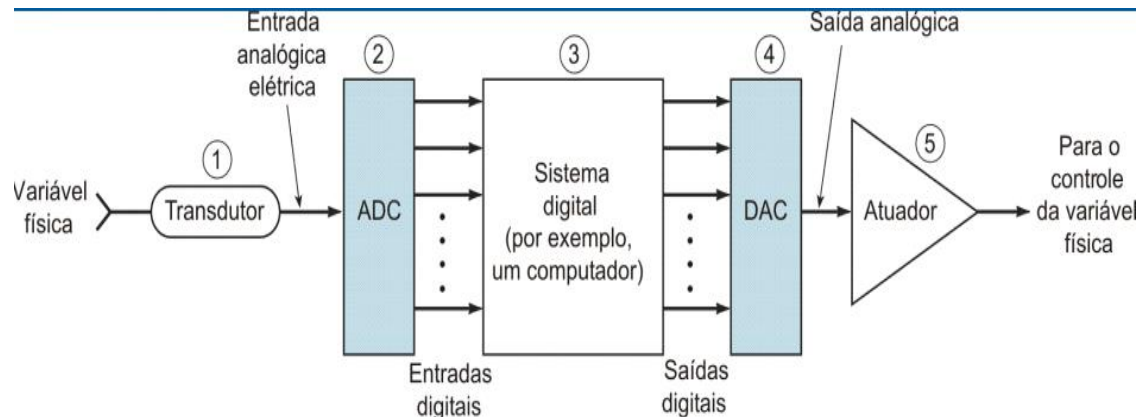 Variável
física
1
Transdutor
Entrada
analógica
elétrica
2
ADC
Entradas
digitais
3
Sistema
digital
(por exemplo,
um computador)
Saídas
digitais
4
DAC
Saída analógica
5
Atuador
Para o
controle
da variável
física